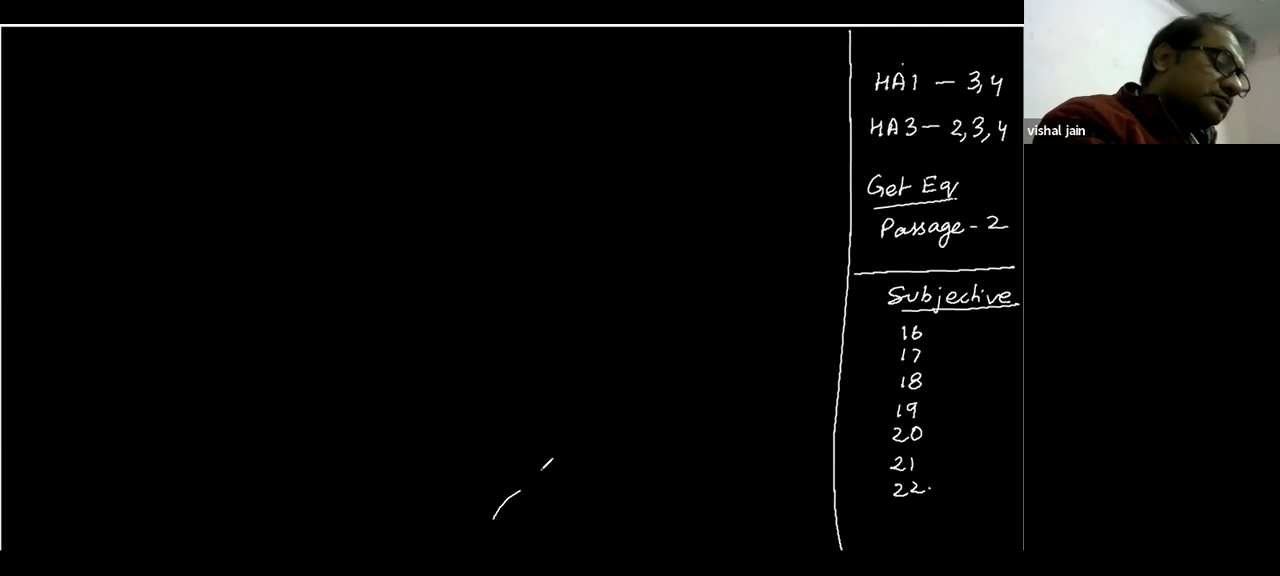 HA1 - 3,4
HA3 - 2,3,4
Get Eq
Passage - 2
Subjective
16
17
18
19
20
21
22.
vishal jain